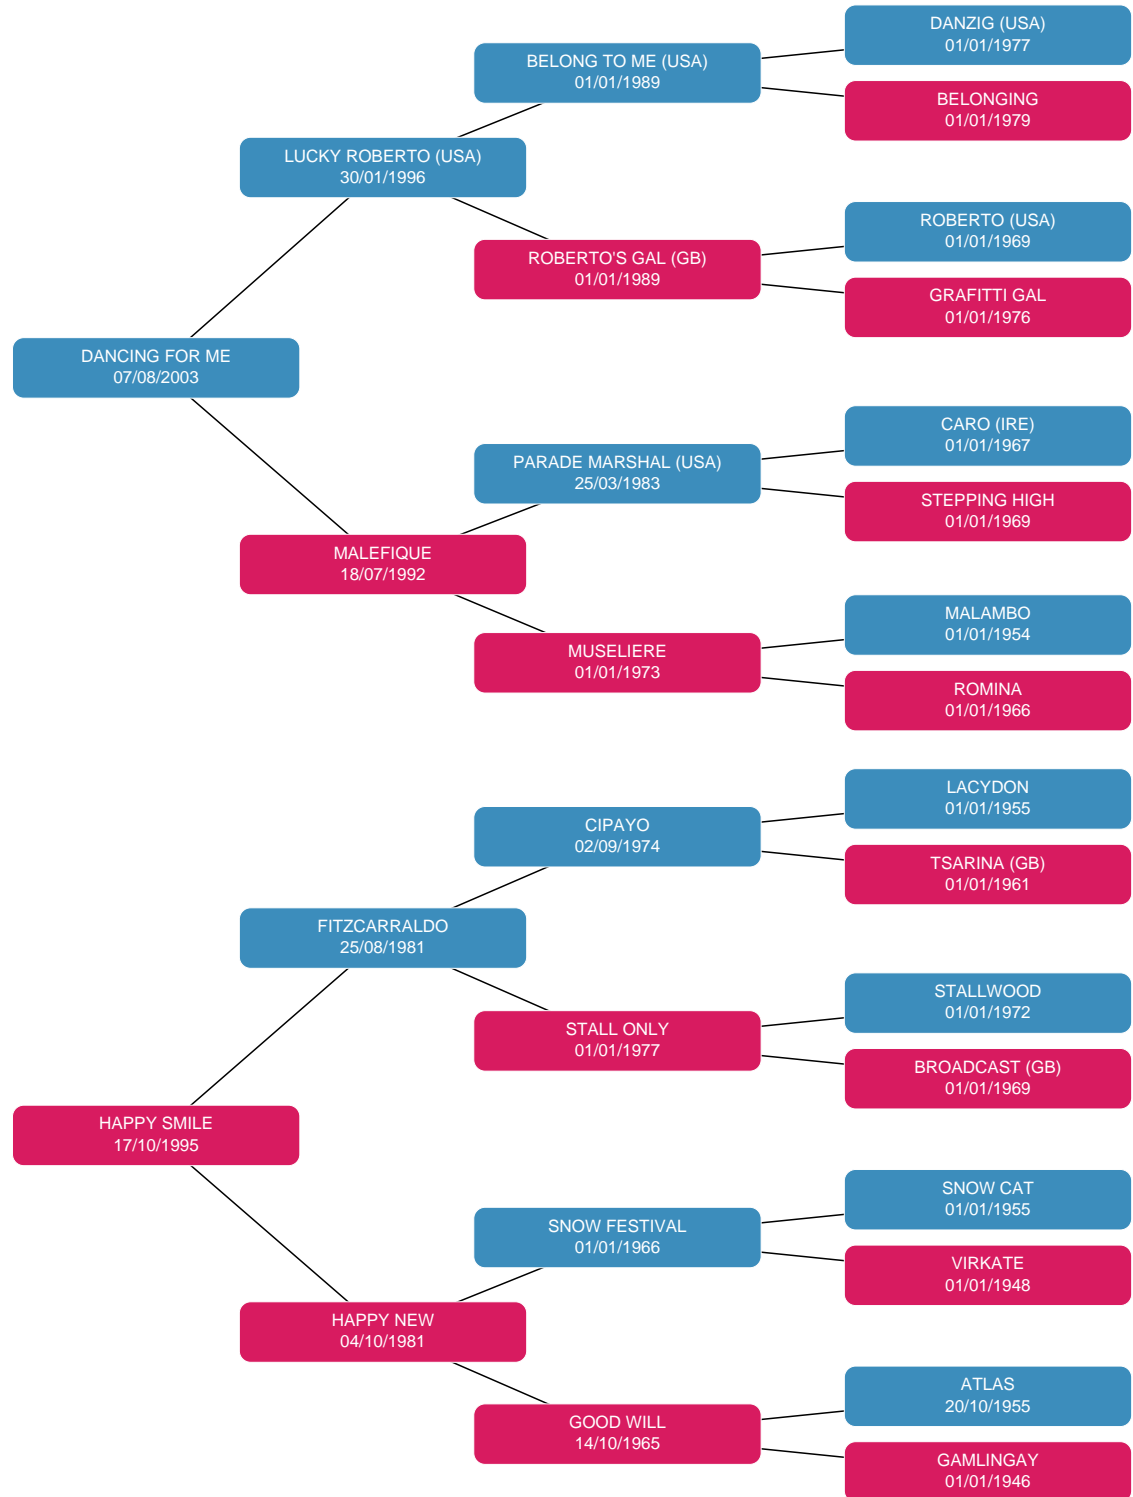 DANZIG (USA)
01/01/1977
BELONG TO ME (USA)
01/01/1989
BELONGING
01/01/1979
LUCKY ROBERTO (USA)
30/01/1996
ROBERTO (USA)
01/01/1969
ROBERTO'S GAL (GB)
01/01/1989
GRAFITTI GAL
01/01/1976
DANCING FOR ME
07/08/2003
CARO (IRE)
01/01/1967
PARADE MARSHAL (USA)
25/03/1983
STEPPING HIGH
01/01/1969
MALEFIQUE
18/07/1992
MALAMBO
01/01/1954
MUSELIERE
01/01/1973
ROMINA
01/01/1966
LACYDON
01/01/1955
CIPAYO
02/09/1974
TSARINA (GB)
01/01/1961
FITZCARRALDO
25/08/1981
STALLWOOD
01/01/1972
STALL ONLY
01/01/1977
BROADCAST (GB)
01/01/1969
HAPPY SMILE
17/10/1995
SNOW CAT
01/01/1955
SNOW FESTIVAL
01/01/1966
VIRKATE
01/01/1948
HAPPY NEW
04/10/1981
ATLAS
20/10/1955
GOOD WILL
14/10/1965
GAMLINGAY
01/01/1946